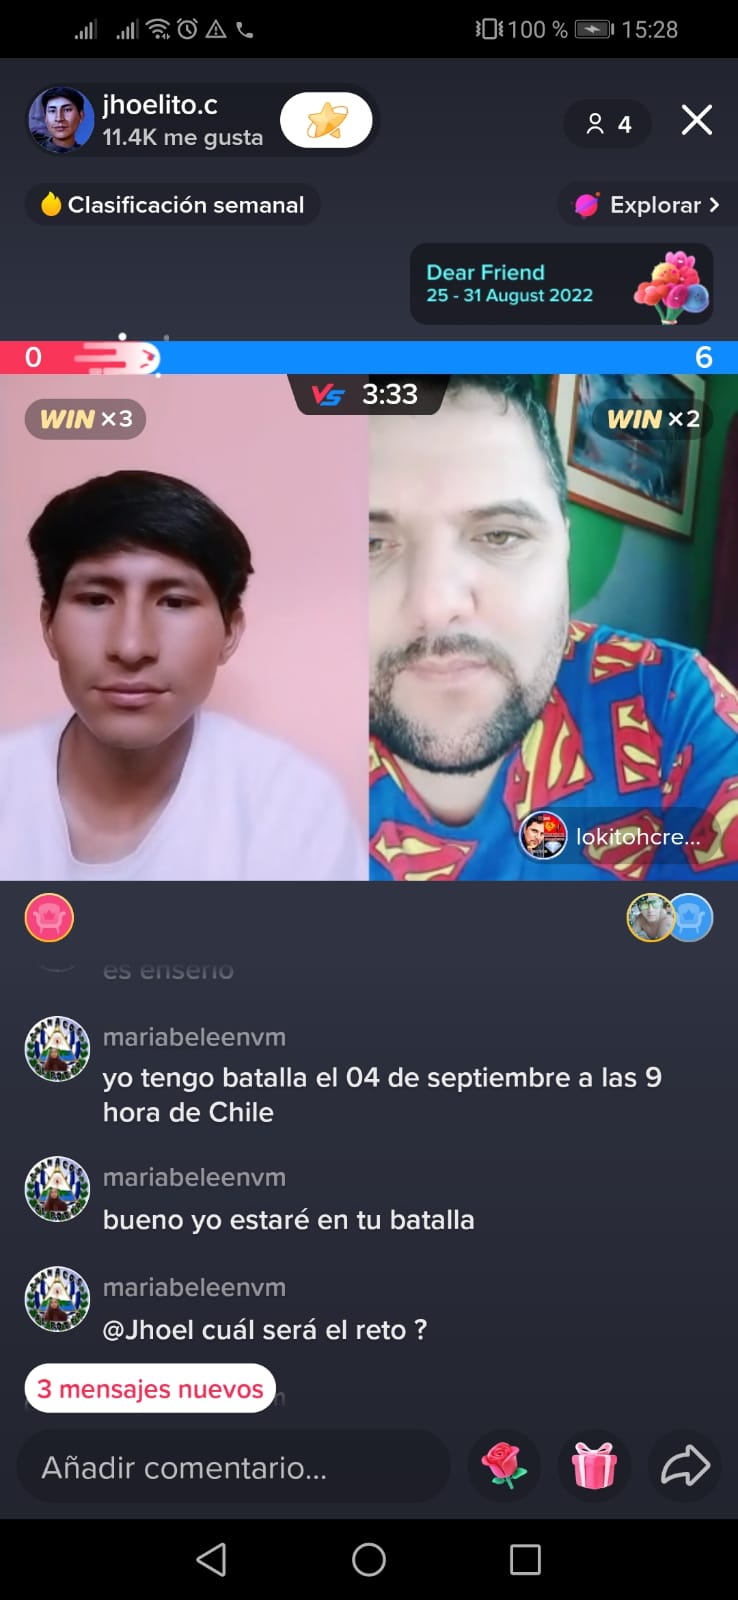 100 % 15:28
jhoelito.c
11.4K me gusta
4
Clasificación semanal
Explorar >
Dear Friend
25 - 31 August 2022
0
6
VS 3:33
WIN x3
WIN x2
lokitohcre...
es enserio
mariabeleenvm
yo tengo batalla el 04 de septiembre a las 9
hora de Chile
mariabeleenvm
bueno yo estaré en tu batalla
mariabeleenvm
@Jhoel cuál será el reto ?
3 mensajes nuevos
Añadir comentario...